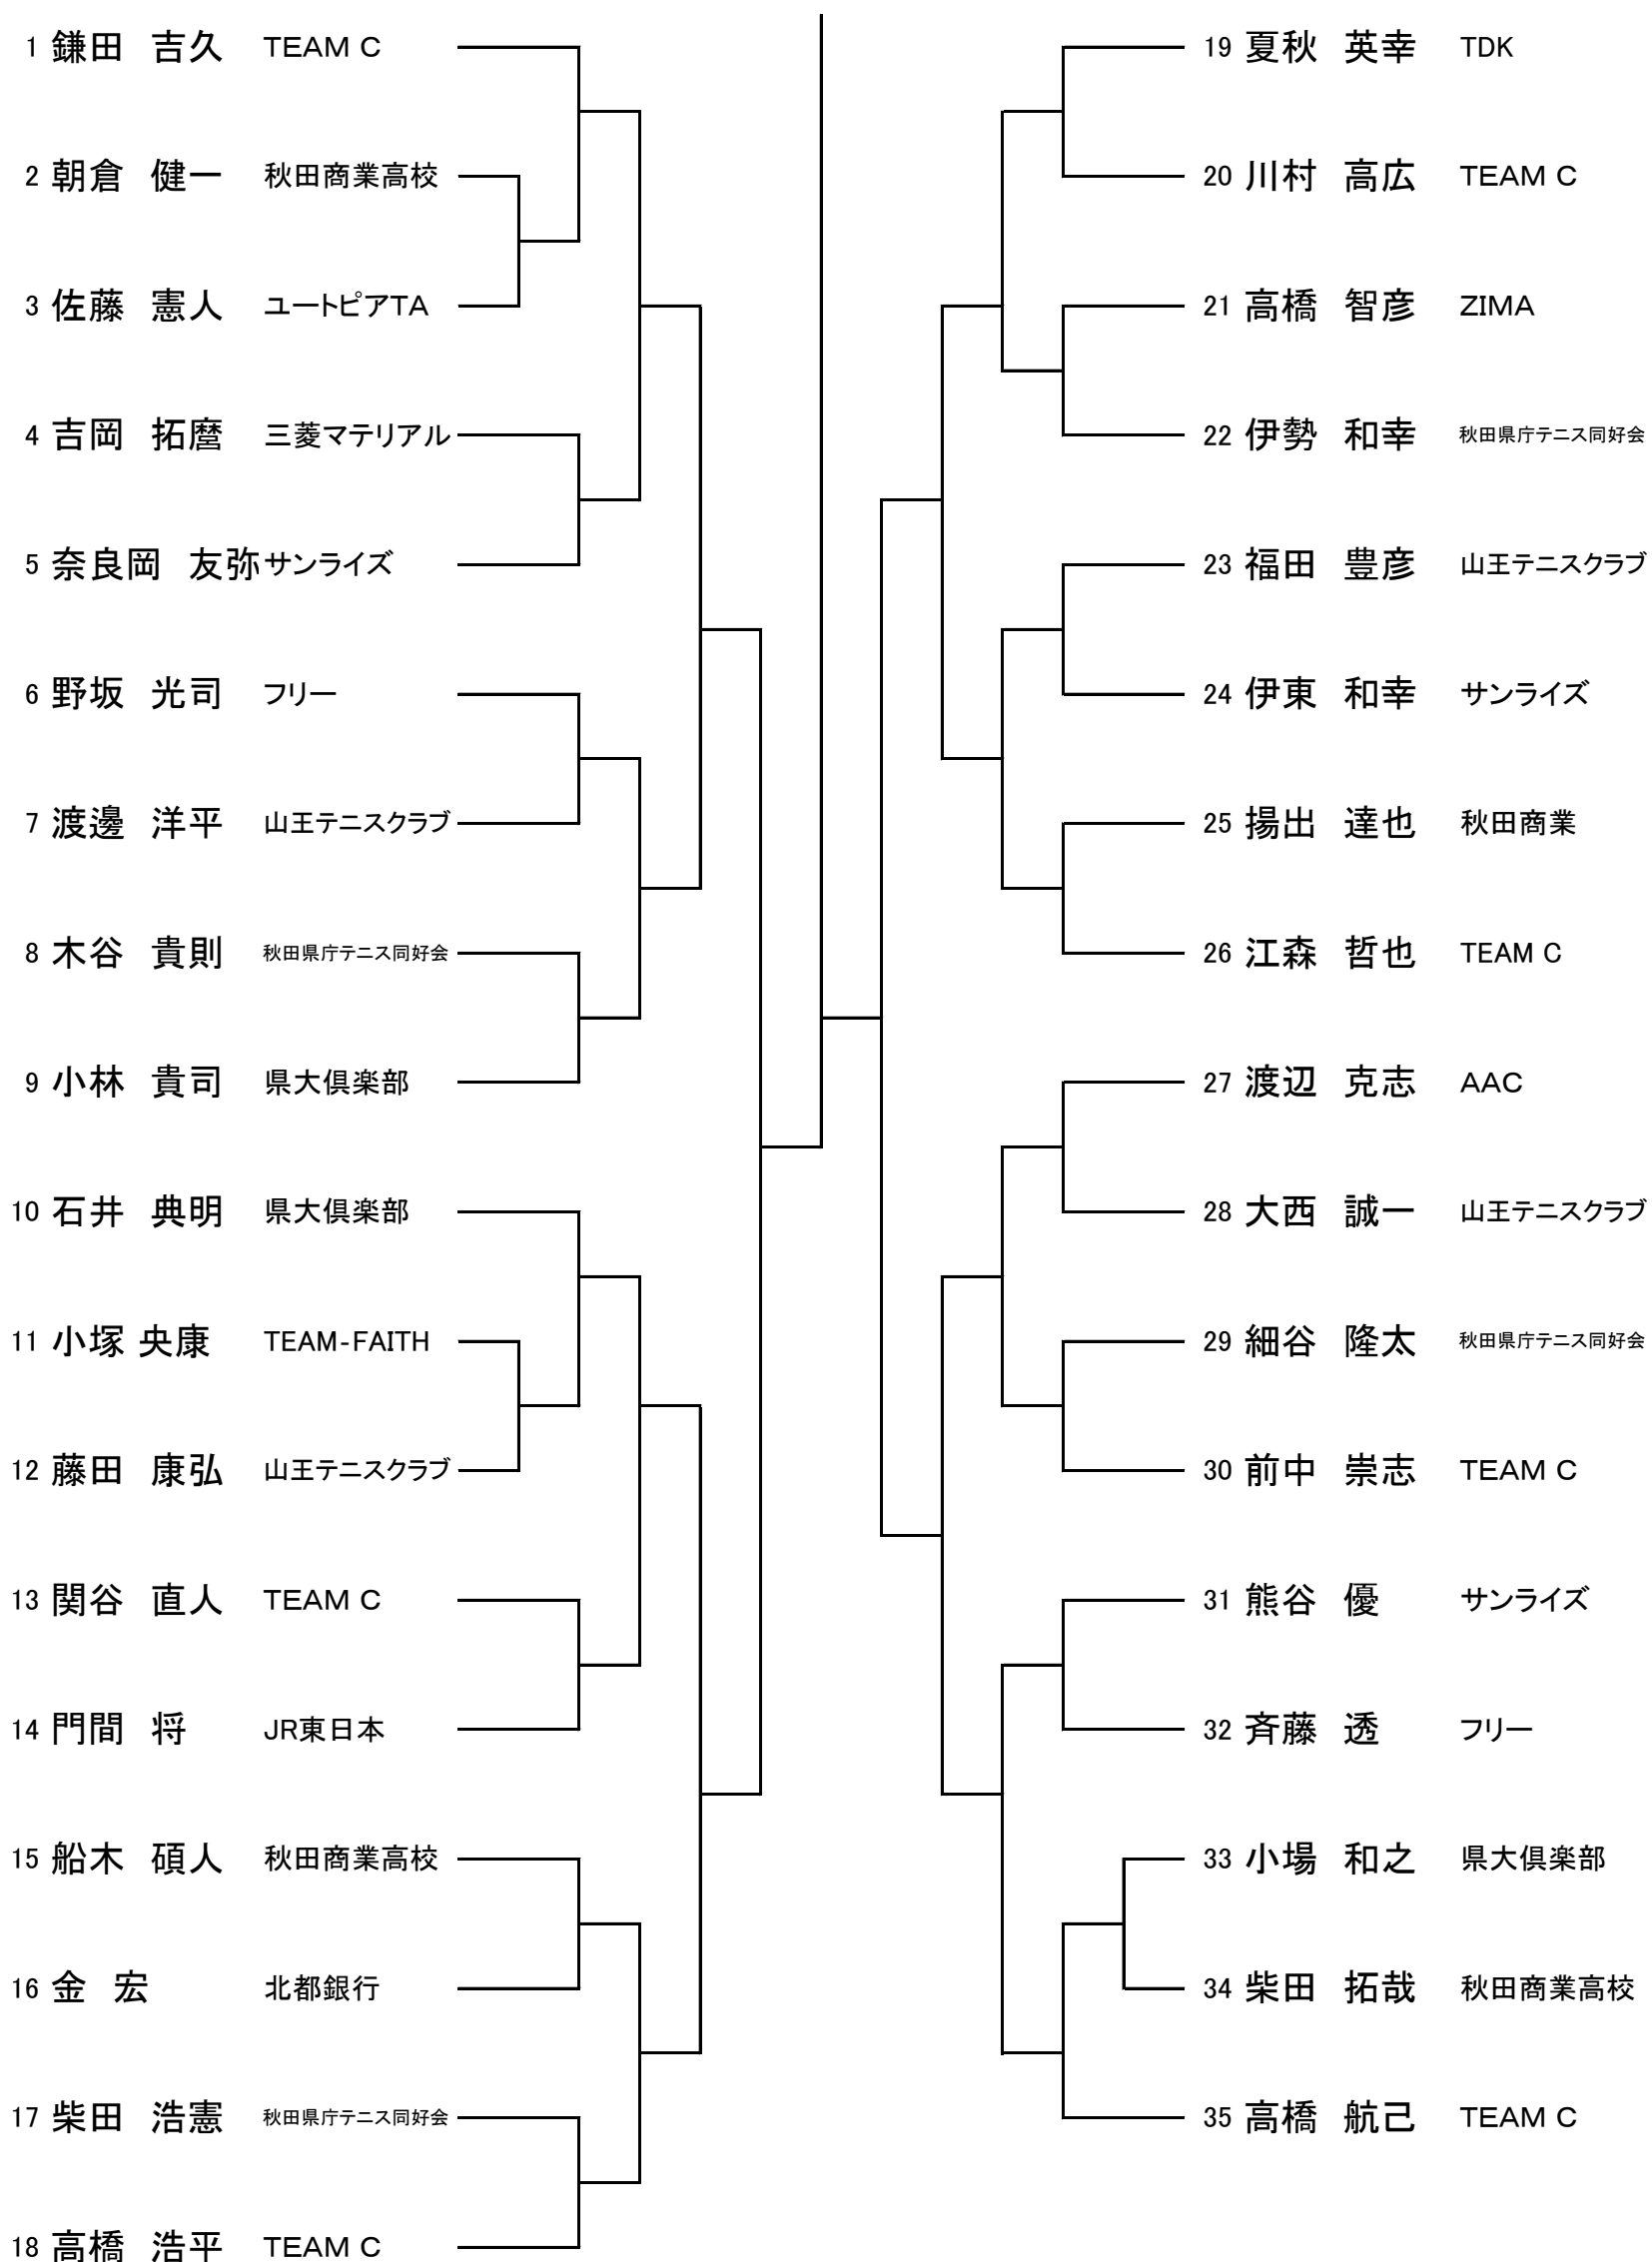 1 鎌田 吉久 TEAM C
2 朝倉 健一 秋田商業高校
3 佐藤 憲人 ユートピアTA
4 吉岡 拓麿 三菱マテリアル
5 奈良岡 友弥 サンライズ
6 野坂 光司 フリー
7 渡邊 洋平 山王テニスクラブ
8 木谷 貴則 秋田県庁テニス同好会
9 小林 貴司 県大倶楽部
10 石井 典明 県大倶楽部
11 小塚 央康 TEAM-FAITH
12 藤田 康弘 山王テニスクラブ
13 関谷 直人 TEAM C
14 門間 将 JR東日本
15 船木 碩人 秋田商業高校
16 金 宏 北都銀行
17 柴田 浩憲 秋田県庁テニス同好会
18 高橋 浩平 TEAM C
19 夏秋 英幸 TDK
20 川村 高広 TEAM C
21 高橋 智彦 ZIMA
22 伊勢 和幸 秋田県庁テニス同好会
23 福田 豊彦 山王テニスクラブ
24 伊東 和幸 サンライズ
25 揚出 達也 秋田商業
26 江森 哲也 TEAM C
27 渡辺 克志 AAC
28 大西 誠一 山王テニスクラブ
29 細谷 隆太 秋田県庁テニス同好会
30 前中 崇志 TEAM C
31 熊谷 優 サンライズ
32 斉藤 透 フリー
33 小場 和之 県大倶楽部
34 柴田 拓哉 秋田商業高校
35 高橋 航己 TEAM C